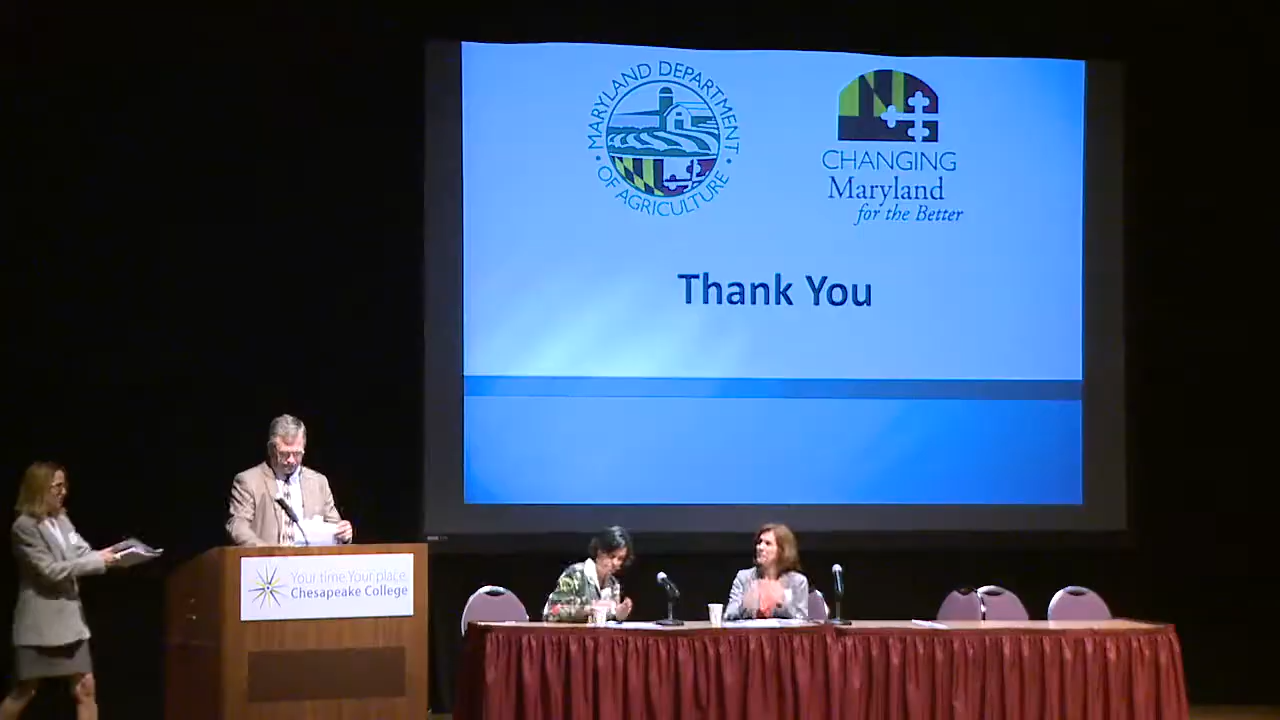 MARYLAND DEPARTMENT
• OF AGRICULTURE •
CHANGING
Maryland
for the Better
Thank You
Your time. Your place.
Chesapeake College